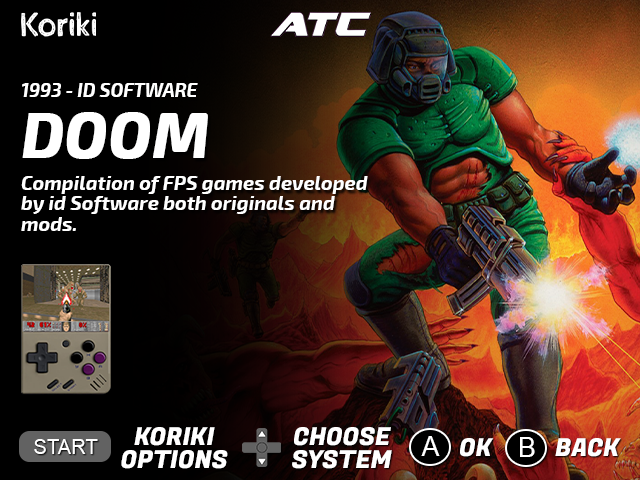 Koriki
ATC
1993 - ID SOFTWARE
DOOM
Compilation of FPS games developed
by id Software both originals and
mods.
START
KORIKI
OPTIONS
CHOOSE
SYSTEM
A
OK
B
BACK